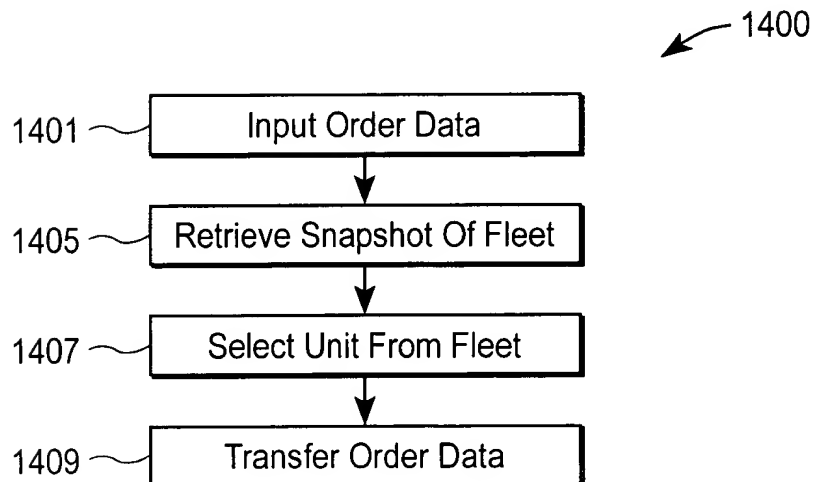 1400
1401 Input Order Data
1405 Retrieve Snapshot Of Fleet
1407 Select Unit From Fleet
1409 Transfer Order Data